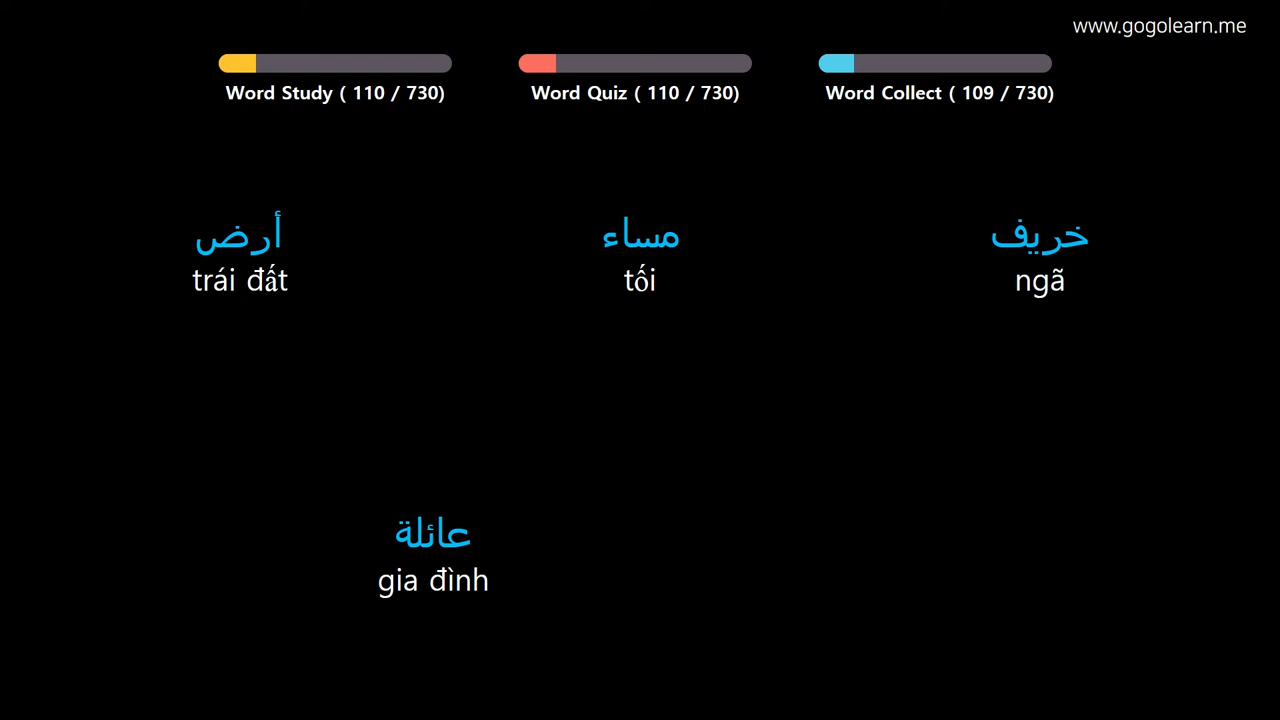 www.gogolearn.me
Word Study ( 110 / 730)
Word Quiz ( 110 / 730)
Word Collect ( 109 / 730)
أرض
trái đất
مساء
tối
خريف
ngã
عائلة
gia đình